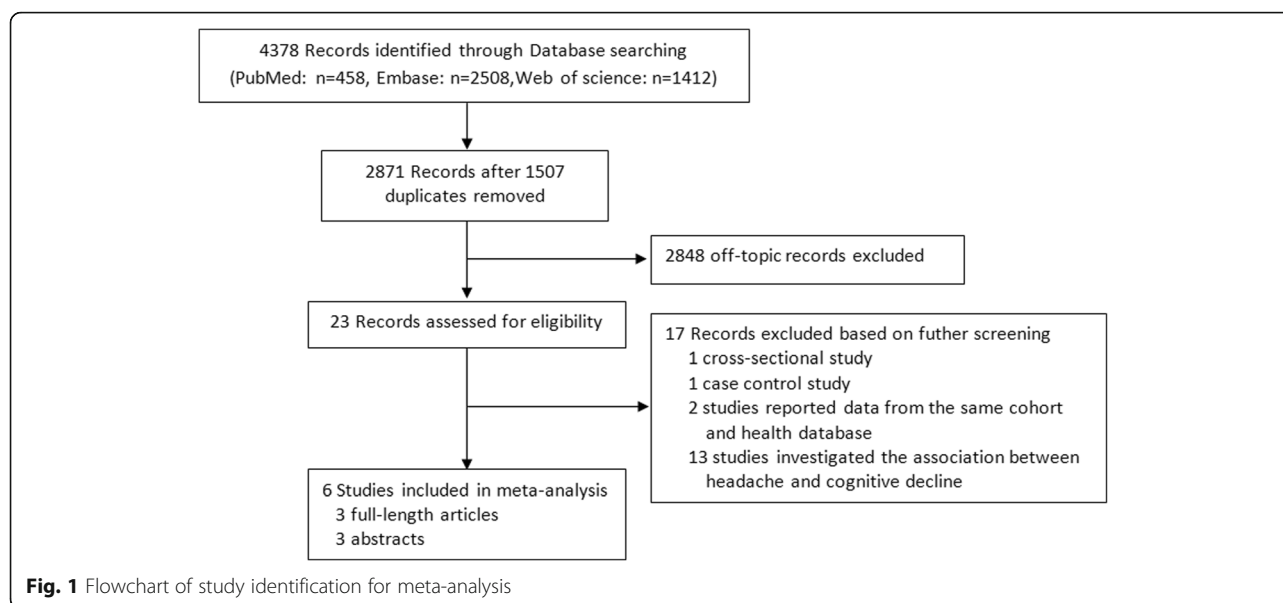 4378 Records identified through Database searching
(PubMed: n=458, Embase: n=2508,Web of science: n=1412)
2871 Records after 1507
duplicates removed
2848 off-topic records excluded
23 Records assessed for eligibility
17 Records excluded based on futher screening
1 cross-sectional study
1 case control study
2 studies reported data from the same cohort
and health database
13 studies investigated the association between
headache and cognitive decline
6 Studies included in meta-analysis
3 full-length articles
3 abstracts
Fig. 1 Flowchart of study identification for meta-analysis